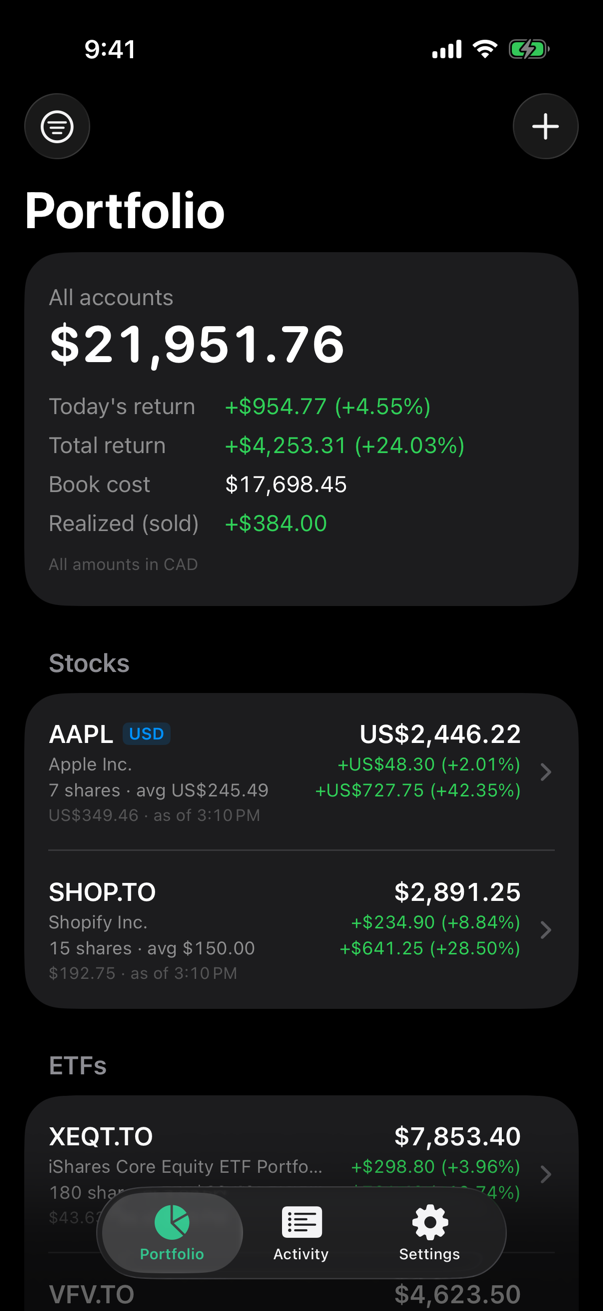 9:41
Portfolio
All accounts
$21,951.76
Today's return +$954.77 (+4.55%)
Total return +$4,253.31 (+24.03%)
Book cost $17,698.45
Realized (sold) +$384.00
All amounts in CAD
Stocks
AAPL USD US$2,446.22
Apple Inc. +US$48.30 (+2.01%)
7 shares · avg US$245.49 +US$727.75 (+42.35%)
US$349.46 · as of 3:10 PM
SHOP.TO $2,891.25
Shopify Inc. +$234.90 (+8.84%)
15 shares · avg $150.00 +$641.25 (+28.50%)
$192.75 · as of 3:10 PM
ETFs
XEQT.TO $7,853.40
iShares Core Equity ETF Portfo... +$298.80 (+3.96%)
180
Portfolio Activity Settings
VFV.TO $4,623.50